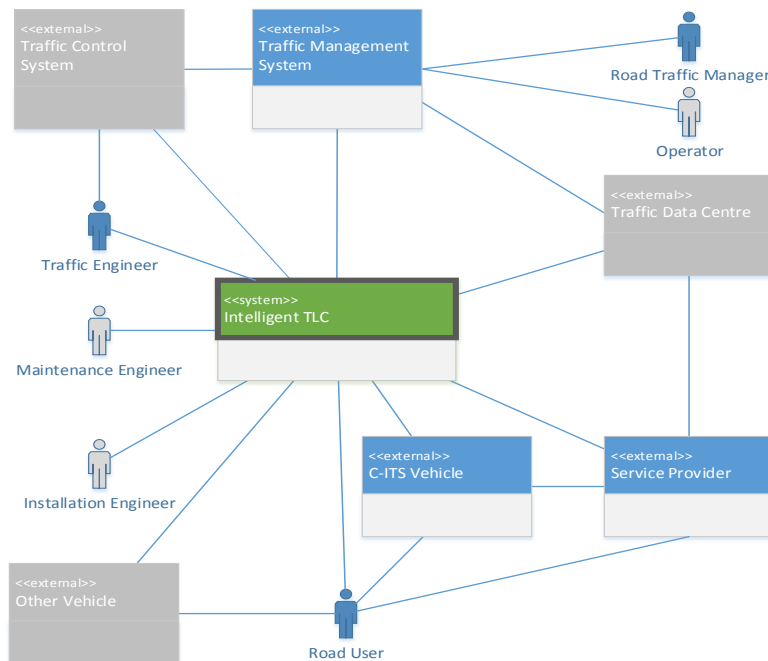 <<external>>
Traffic Control
System
<<external>>
Traffic Management
System
Road Traffic Manager
Operator
<<external>>
Traffic Data Centre
Traffic Engineer
<<system>>
Intelligent TLC
Maintenance Engineer
<<external>>
C-ITS Vehicle
<<external>>
Service Provider
Installation Engineer
<<external>>
Other Vehicle
Road User